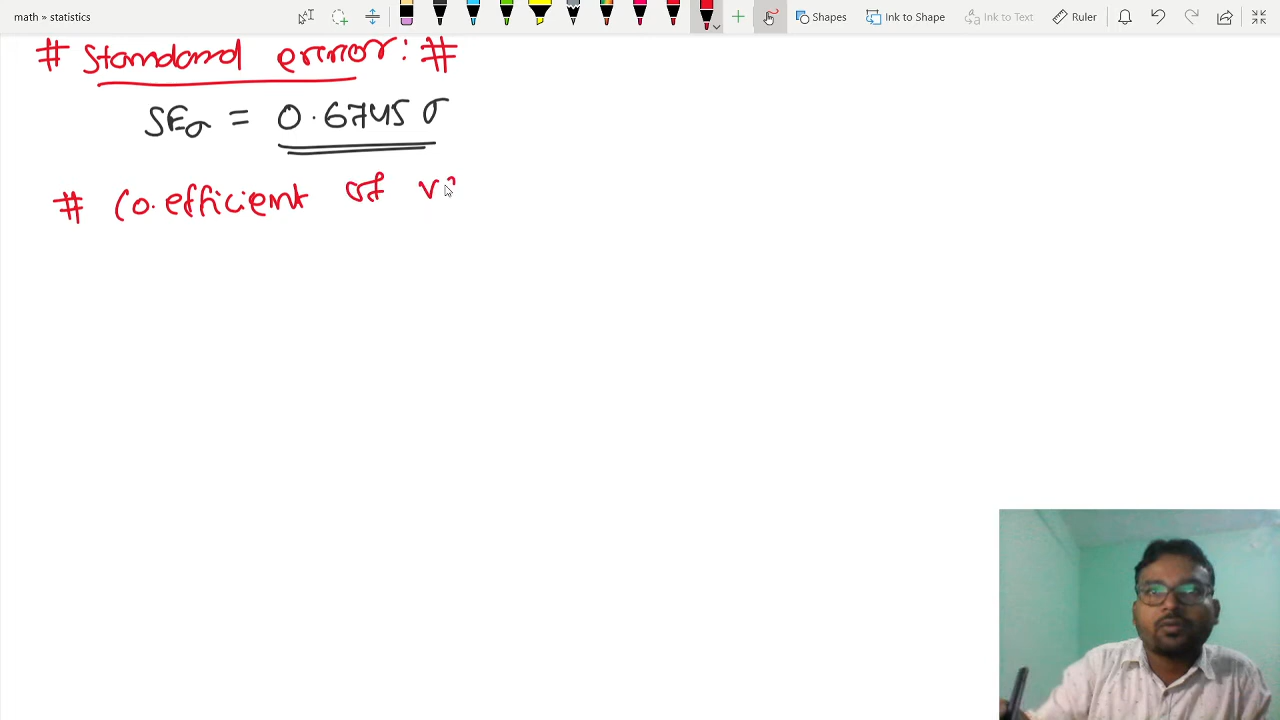 math » statistics
Shapes Ink to Shape Ink to Text Ruler
# Standard error: #
SEσ = 0.6745 σ
# Co.efficient of v